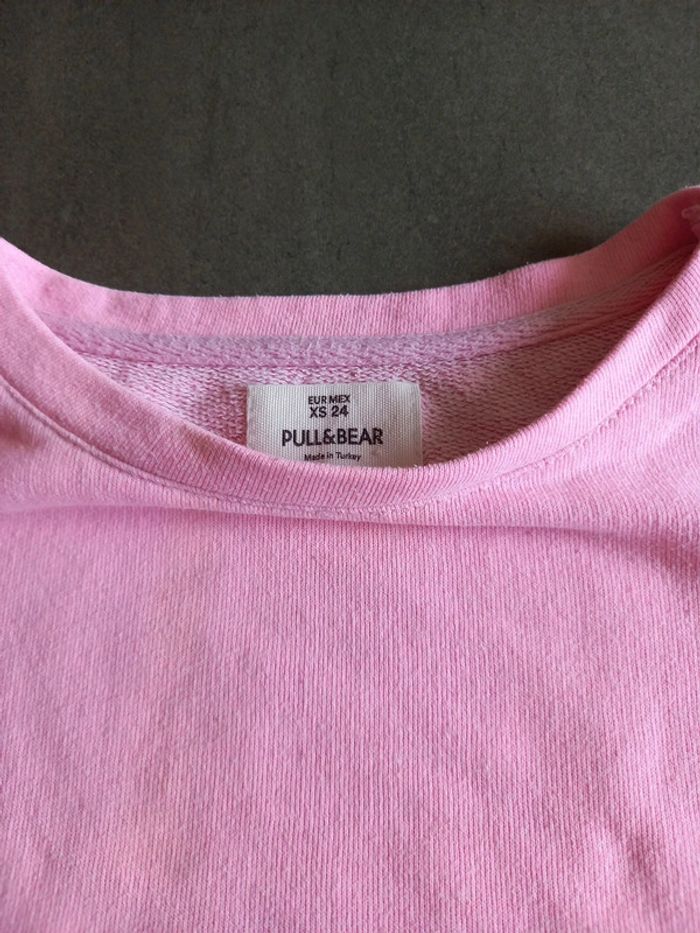 EUR MEX
XS 24
PULL&BEAR
Made in Turkey